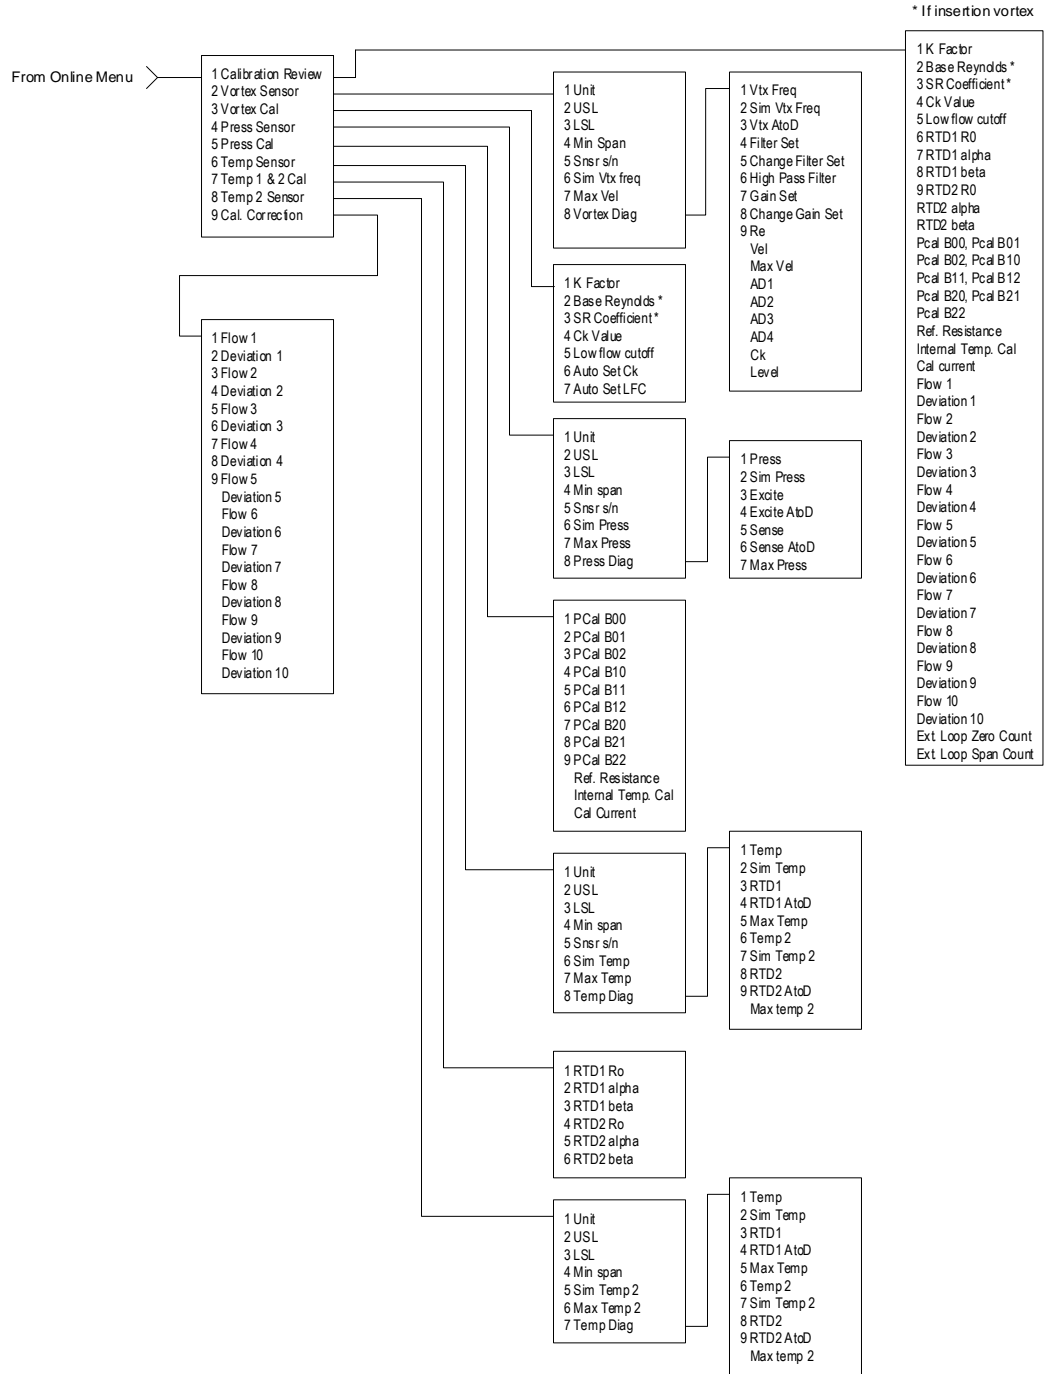 * If insertion vortex
From Online Menu
1 Calibration Review
2 Vortex Sensor
3 Vortex Cal
4 Press Sensor
5 Press Cal
6 Temp Sensor
7 Temp 1 & 2 Cal
8 Temp 2 Sensor
9 Cal. Correction
1 Flow 1
2 Deviation 1
3 Flow 2
4 Deviation 2
5 Flow 3
6 Deviation 3
7 Flow 4
8 Deviation 4
9 Flow 5
Deviation 5
Flow 6
Deviation 6
Flow 7
Deviation 7
Flow 8
Deviation 8
Flow 9
Deviation 9
Flow 10
Deviation 10
1 Unit
2 USL
3 LSL
4 Min Span
5 Snsr s/n
6 Sim Vtx freq
7 Max Vel
8 Vortex Diag
1 Vtx Freq
2 Sim Vtx Freq
3 Vtx AtoD
4 Filter Set
5 Change Filter Set
6 High Pass Filter
7 Gain Set
8 Change Gain Set
9 Re
Vel
Max Vel
AD1
AD2
AD3
AD4
Ck
Level
1 K Factor
2 Base Reynolds *
3 SR Coefficient *
4 Ck Value
5 Low flow cutoff
6 Auto Set Ck
7 Auto Set LFC
1 Unit
2 USL
3 LSL
4 Min span
5 Snsr s/n
6 Sim Press
7 Max Press
8 Press Diag
1 Press
2 Sim Press
3 Excite
4 Excite AtoD
5 Sense
6 Sense AtoD
7 Max Press
1 PCal B00
2 PCal B01
3 PCal B02
4 PCal B10
5 PCal B11
6 PCal B12
7 PCal B20
8 PCal B21
9 PCal B22
Ref. Resistance
Internal Temp. Cal
Cal Current
1 Unit
2 USL
3 LSL
4 Min span
5 Snsr s/n
6 Sim Temp
7 Max Temp
8 Temp Diag
1 Temp
2 Sim Temp
3 RTD1
4 RTD1 AtoD
5 Max Temp
6 Temp 2
7 Sim Temp 2
8 RTD2
9 RTD2 AtoD
Max temp 2
1 RTD1 Ro
2 RTD1 alpha
3 RTD1 beta
4 RTD2 Ro
5 RTD2 alpha
6 RTD2 beta
1 Unit
2 USL
3 LSL
4 Min span
5 Sim Temp 2
6 Max Temp 2
7 Temp Diag
1 Temp
2 Sim Temp
3 RTD1
4 RTD1 AtoD
5 Max Temp
6 Temp 2
7 Sim Temp 2
8 RTD2
9 RTD2 AtoD
Max temp 2
1 K Factor
2 Base Reynolds *
3 SR Coefficient *
4 Ck Value
5 Low flow cutoff
6 RTD1 R0
7 RTD1 alpha
8 RTD1 beta
9 RTD2 R0
RTD2 alpha
RTD2 beta
Pcal B00, Pcal B01
Pcal B02, Pcal B10
Pcal B11, Pcal B12
Pcal B20, Pcal B21
Pcal B22
Ref. Resistance
Internal Temp. Cal
Cal current
Flow 1
Deviation 1
Flow 2
Deviation 2
Flow 3
Deviation 3
Flow 4
Deviation 4
Flow 5
Deviation 5
Flow 6
Deviation 6
Flow 7
Deviation 7
Flow 8
Deviation 8
Flow 9
Deviation 9
Flow 10
Deviation 10
Ext. Loop Zero Count
Ext. Loop Span Count